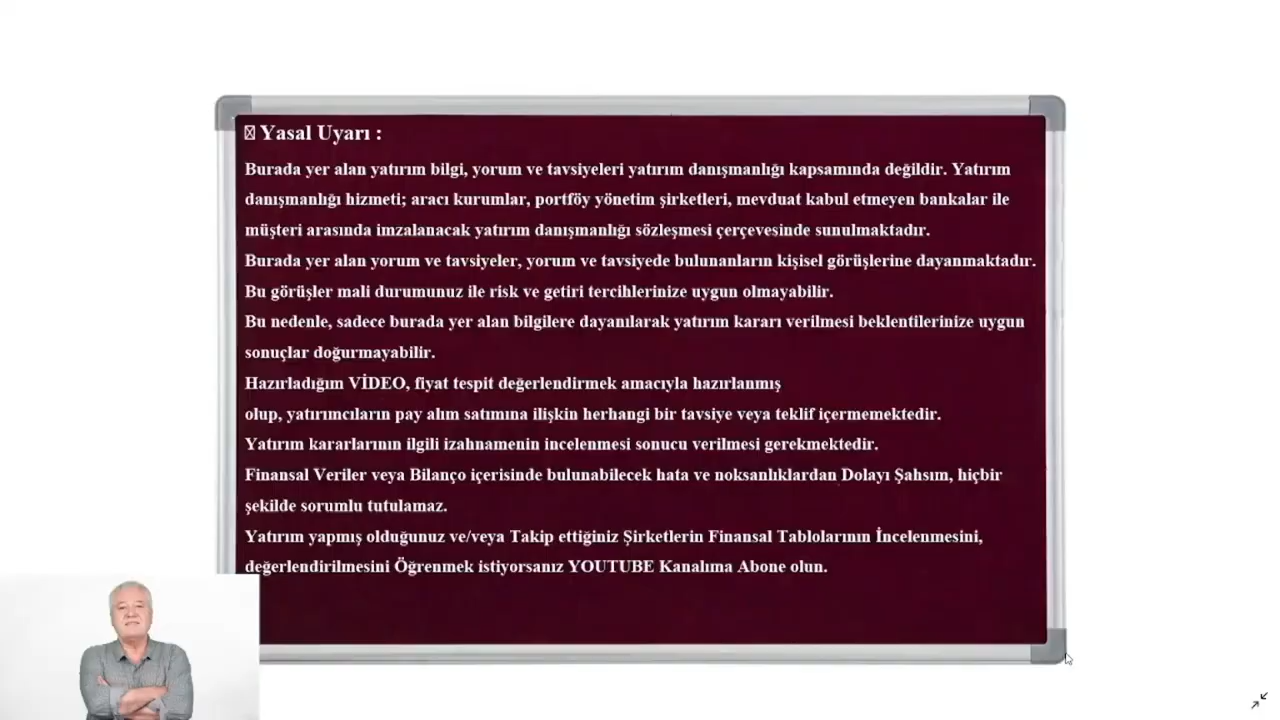 Yasal Uyarı :
Burada yer alan yatırım bilgi, yorum ve tavsiyeleri yatırım danışmanlığı kapsamında değildir. Yatırım
danışmanlığı hizmeti; aracı kurumlar, portföy yönetim şirketleri, mevduat kabul etmeyen bankalar ile
müşteri arasında imzalanacak yatırım danışmanlığı sözleşmesi çerçevesinde sunulmaktadır.
Burada yer alan yorum ve tavsiyeler, yorum ve tavsiyede bulunanların kişisel görüşlerine dayanmaktadır.
Bu görüşler mali durumunuz ile risk ve getiri tercihlerinize uygun olmayabilir.
Bu nedenle, sadece burada yer alan bilgilere dayanılarak yatırım kararı verilmesi beklentilerinize uygun
sonuçlar doğurmayabilir.
Hazırladığım VİDEO, fiyat tespit değerlendirmek amacıyla hazırlanmış
olup, yatırımcıların pay alım satımına ilişkin herhangi bir tavsiye veya teklif içermemektedir.
Yatırım kararlarının ilgili izahnamenin incelenmesi sonucu verilmesi gerekmektedir.
Finansal Veriler veya Bilanço içerisinde bulunabilecek hata ve noksanlıklardan Dolayı Şahsım, hiçbir
şekilde sorumlu tutulamaz.
Yatırım yapmış olduğunuz ve/veya Takip ettiğiniz Şirketlerin Finansal Tablolarının İncelenmesini,
değerlendirilmesini Öğrenmek istiyorsanız YOUTUBE Kanalıma Abone olun.